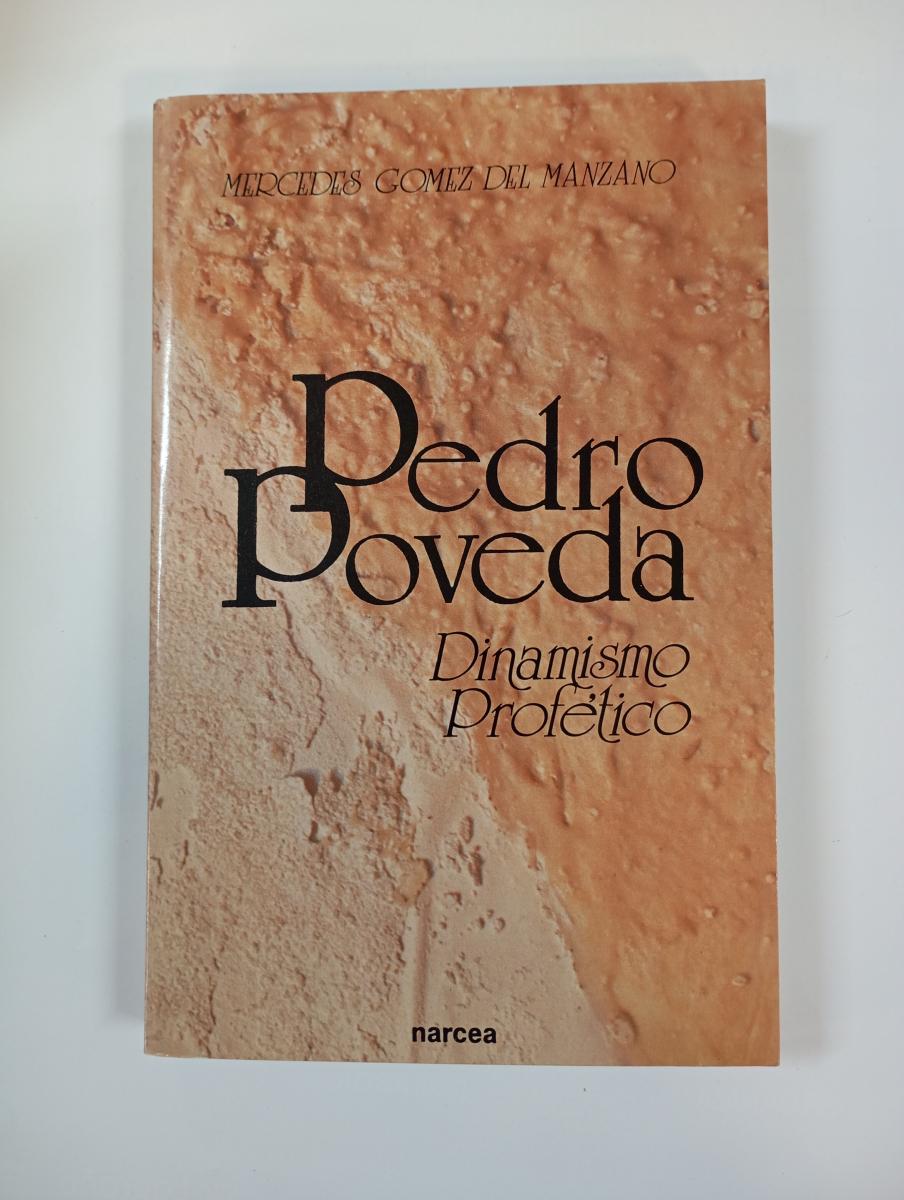 MERCEDES GOMEZ DEL MANZANO
Pedro
Poveda
Dinamismo
Profético
narcea